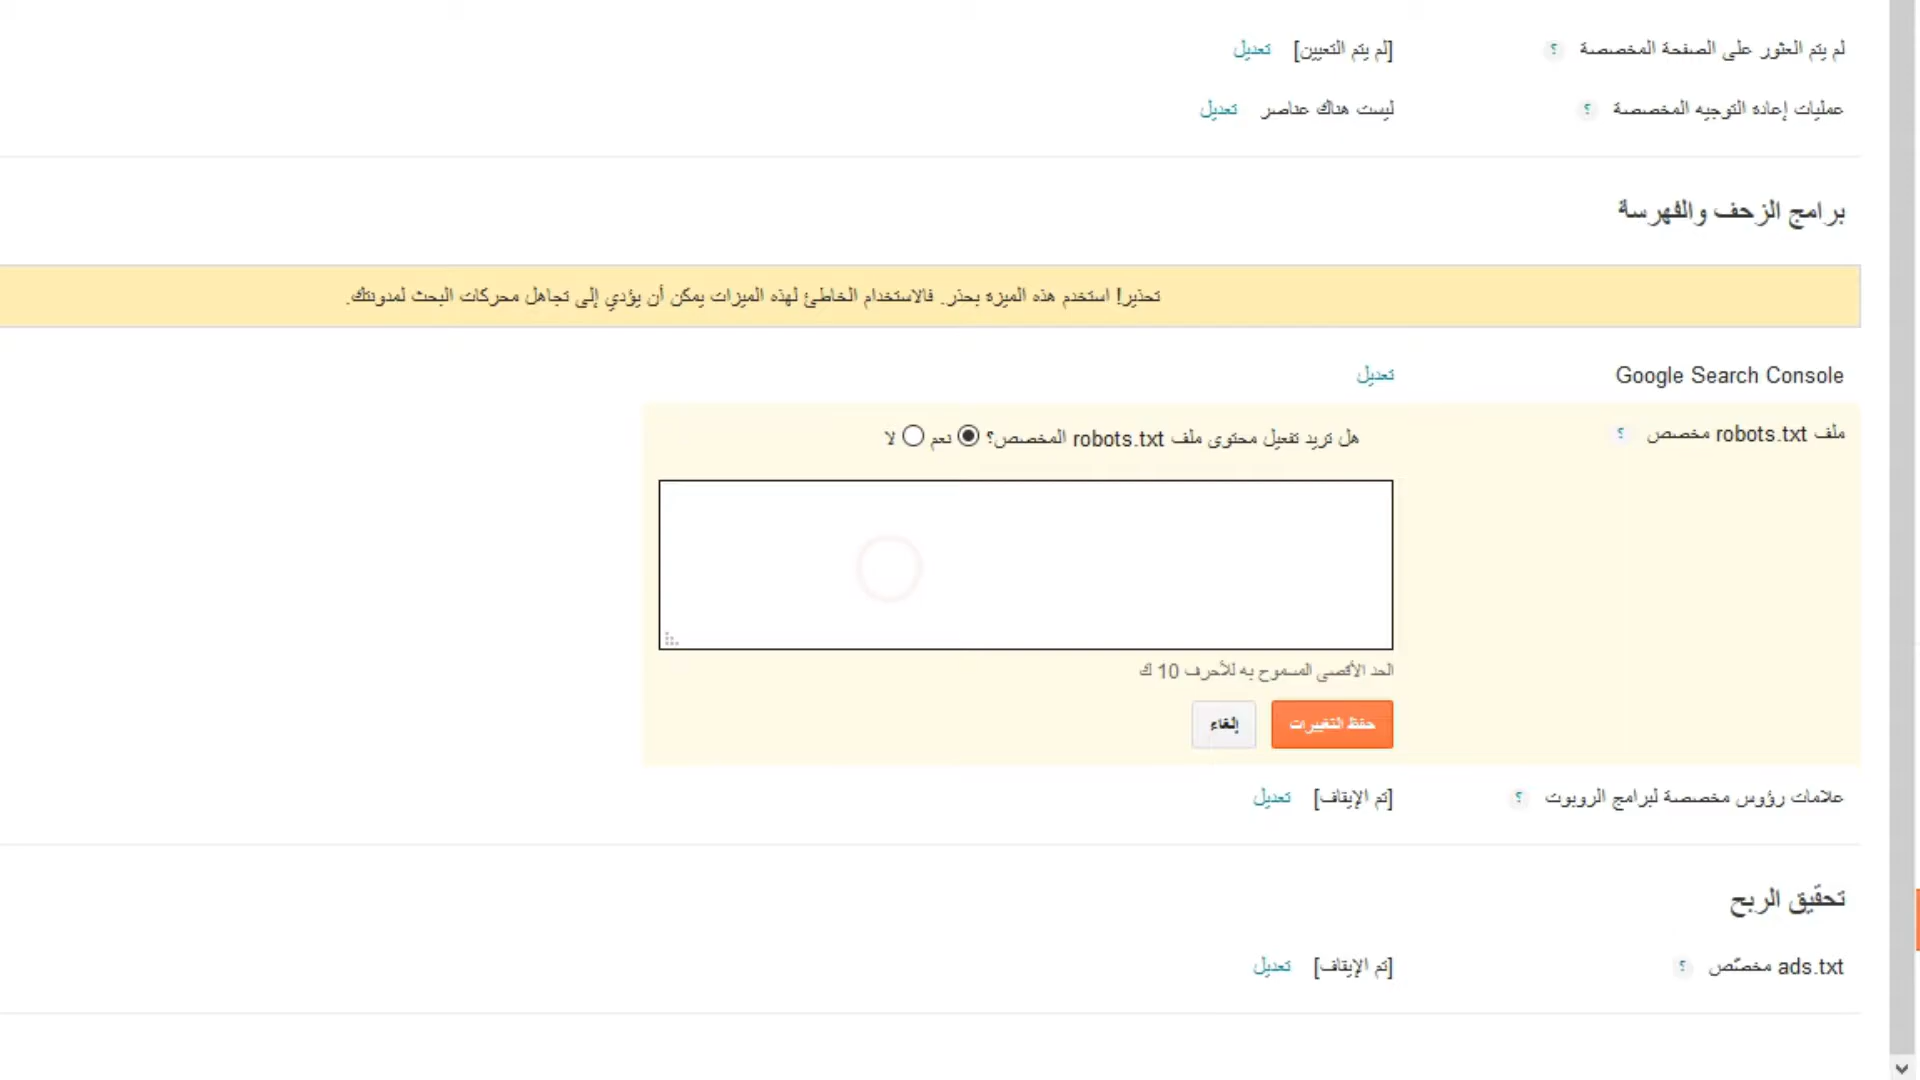 لم يتم العثور على الصفحة المخصصة ؟ [لم يتم التعيين] تعديل
عمليات إعادة التوجيه المخصصة ؟ ليست هناك عناصر تعديل
برامج الزحف والفهرسة
تحذير! استخدم هذه الميزة بحذر. فالاستخدام الخاطئ لهذه الميزات يمكن أن يؤدي إلى تجاهل محركات البحث لمدونتك.
Google Search Console تعديل
ملف robots.txt مخصص ؟ هل تريد تفعيل محتوى ملف robots.txt المخصص؟ نعم لا
الحد الأقصى المسموح به للأحرف 10 ك
حفظ التغييرات إلغاء
علامات رؤوس مخصصة لبرامج الروبوت ؟ [تم الإيقاف] تعديل
تحقيق الربح
ads.txt مخصّص ؟ [تم الإيقاف] تعديل